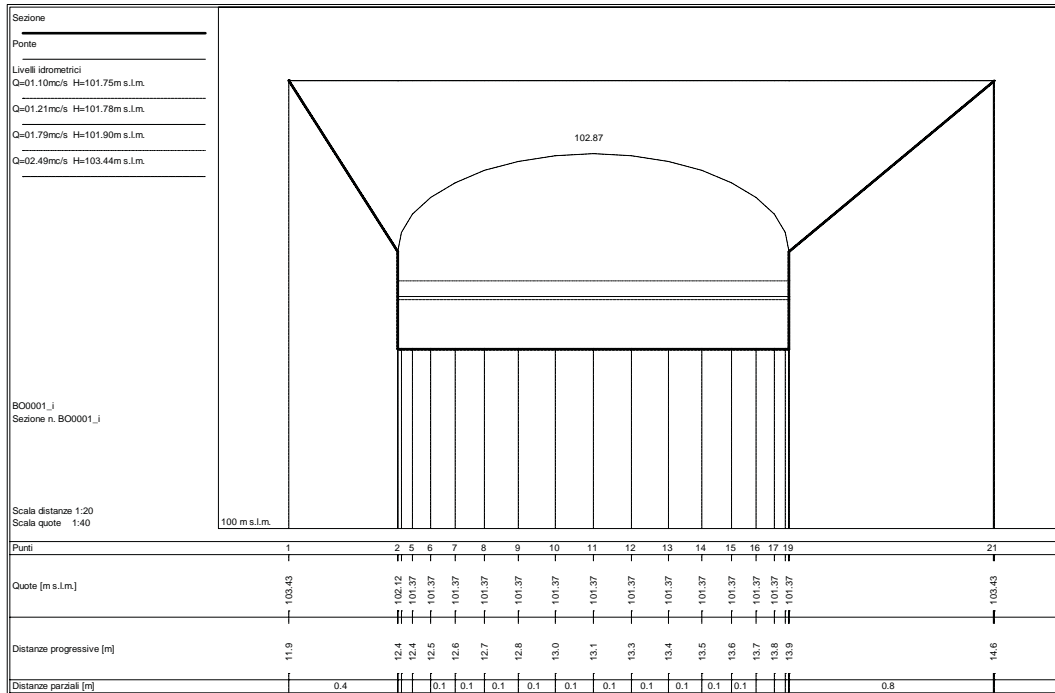 Sezione
Ponte
Livelli idrometrici
Q=01.10mc/s H=101.75m s.l.m.
Q=01.21mc/s H=101.78m s.l.m.
Q=01.79mc/s H=101.90m s.l.m.
Q=02.49mc/s H=103.44m s.l.m.
102.87
BO0001_i
Sezione n. BO0001_i
Scala distanze 1:20
Scala quote 1:40
100 m s.l.m.
Punti 1 2 5 6 7 8 9 10 11 12 13 14 15 16 17 19 21
Quote [m s.l.m.] 103.43 102.12 101.37 101.37 101.37 101.37 101.37 101.37 101.37 101.37 101.37 101.37 101.37 101.37 101.37 101.37 103.43
Distanze progressive [m] 11.9 12.4 12.4 12.5 12.6 12.7 12.8 13.0 13.1 13.3 13.4 13.5 13.6 13.7 13.8 13.9 14.6
Distanze parziali [m] 0.4 0.1 0.1 0.1 0.1 0.1 0.1 0.1 0.1 0.1 0.1 0.8